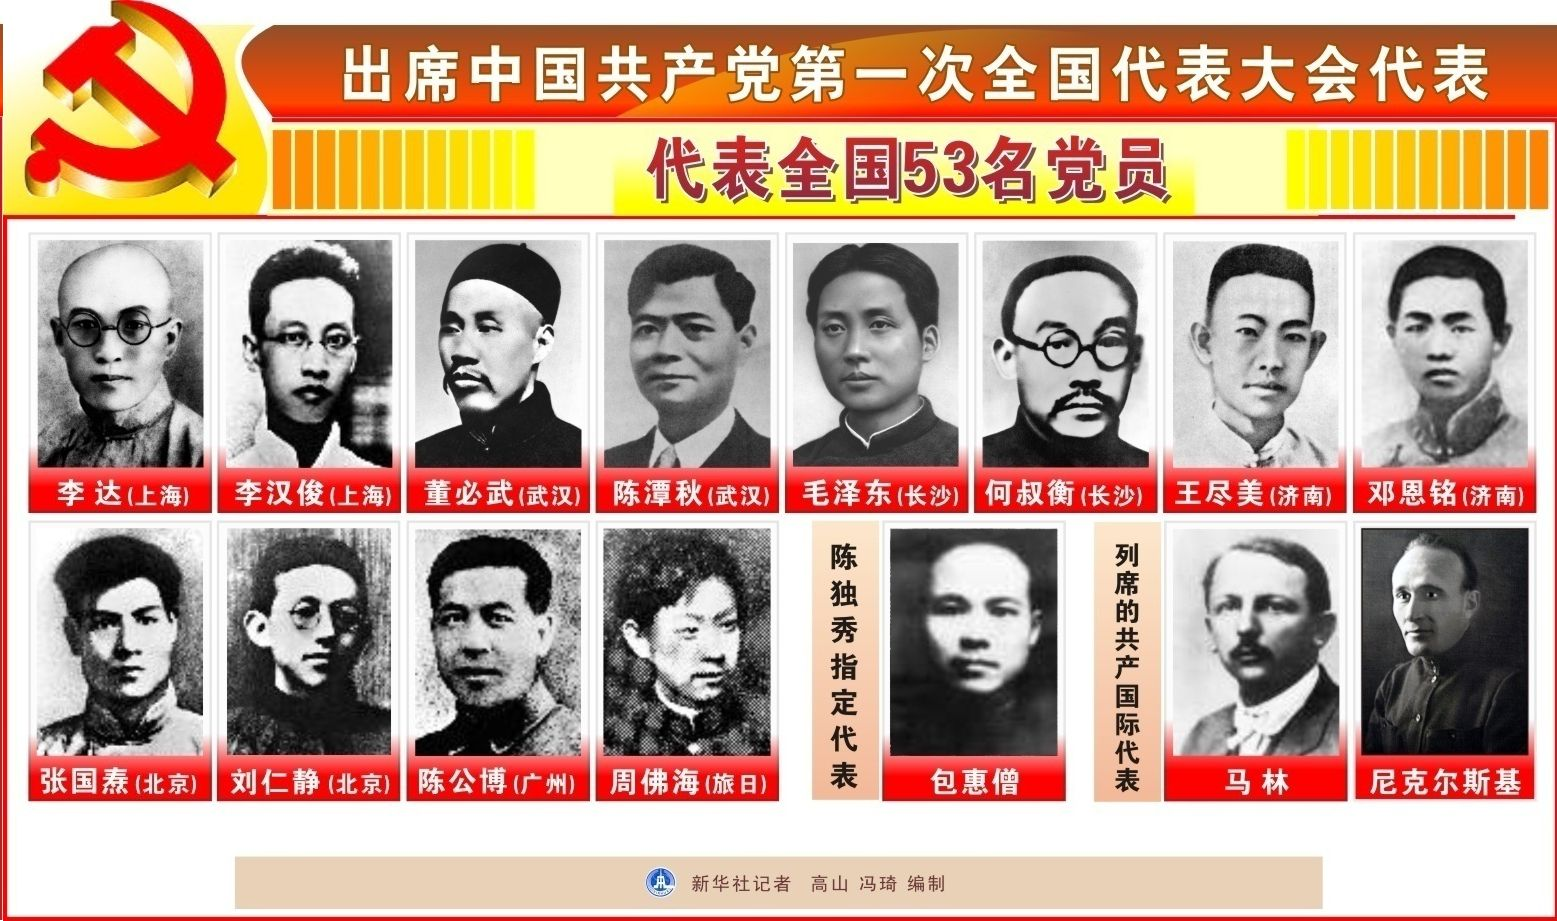 出席中国共产党第一次全国代表大会代表
代表全国53名党员
李 达(上海)
李汉俊(上海)
董必武(武汉)
陈潭秋(武汉)
毛泽东(长沙)
何叔衡(长沙)
王尽美(济南)
邓恩铭(济南)
张国焘(北京)
刘仁静(北京)
陈公博(广州)
周佛海(旅日)
陈独秀指定代表
包惠僧
列席的共产国际代表
马 林
尼克尔斯基
新华社记者 高山 冯琦 编制